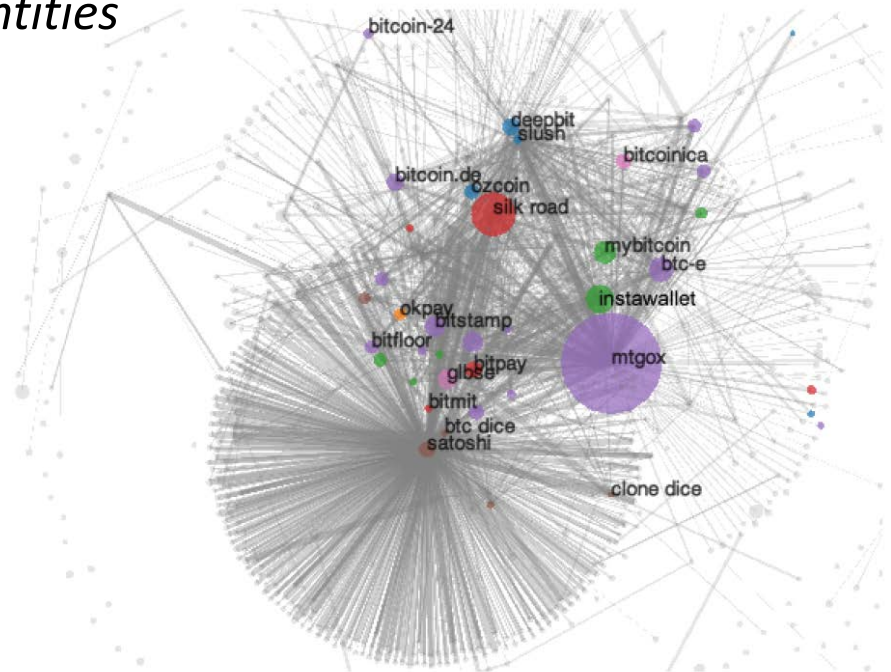 ntities
bitcoin-24
deepbit
slush
bitcoinica
bitcoin.de
ozcoin
silk road
mybitcoin
btc-e
instawallet
okpay
bitstamp
bitfloor
mtgox
bitpay
glbse
bitmit
btc dice
satoshi
clone dice